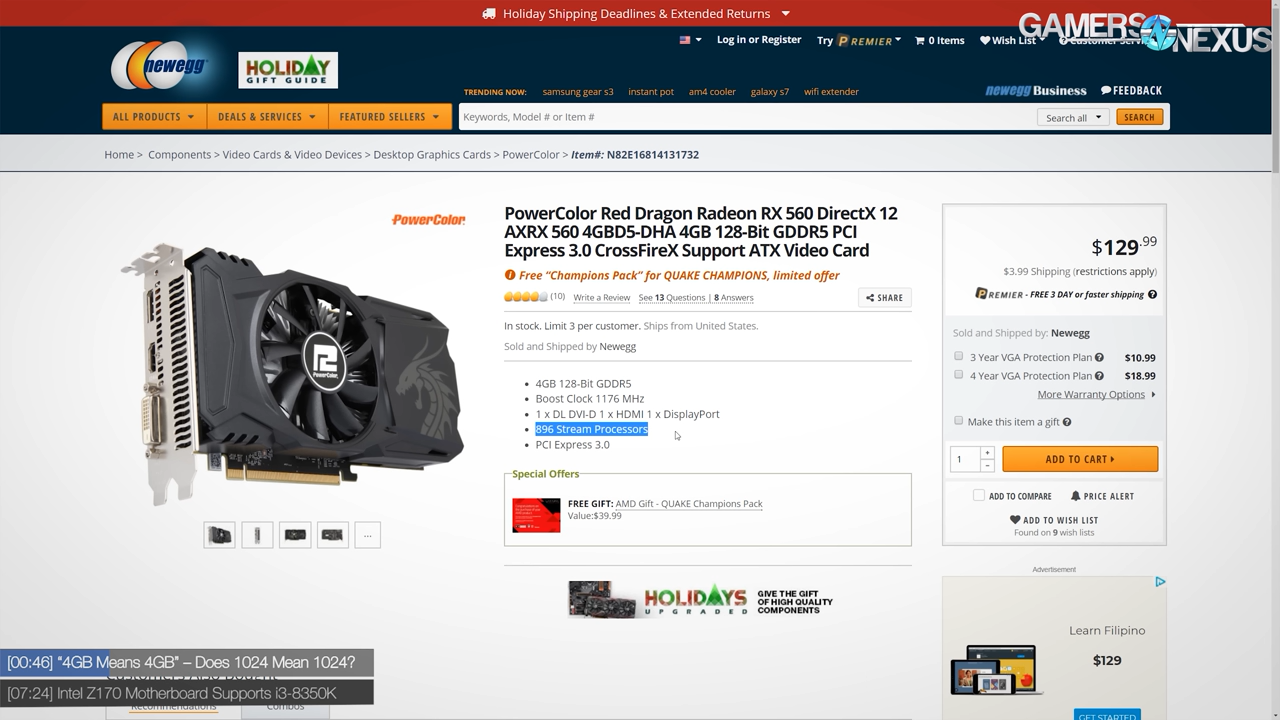 Holiday Shipping Deadlines & Extended Returns
GAMERS NEXUS
newegg
HOLIDAY
GIFT GUIDE
Log in or Register
Try PREMIER
0 Items
Wish List
TRENDING NOW: samsung gear s3 instant pot am4 cooler galaxy s7 wifi extender
newegg Business
FEEDBACK
ALL PRODUCTS
DEALS & SERVICES
FEATURED SELLERS
Keywords, Model # or Item #
Search all
SEARCH
Home > Components > Video Cards & Video Devices > Desktop Graphics Cards > PowerColor > Item#: N82E16814131732
PowerColor
PowerColor
PowerColor Red Dragon Radeon RX 560 DirectX 12
AXRX 560 4GBD5-DHA 4GB 128-Bit GDDR5 PCI
Express 3.0 CrossFireX Support ATX Video Card
Free "Champions Pack" for QUAKE CHAMPIONS, limited offer
(10) Write a Review See 13 Questions | 8 Answers
SHARE
In stock. Limit 3 per customer. Ships from United States.
Sold and Shipped by Newegg
4GB 128-Bit GDDR5
Boost Clock 1176 MHz
1 x DL DVI-D 1 x HDMI 1 x DisplayPort
896 Stream Processors
PCI Express 3.0
Special Offers
FREE GIFT: AMD Gift - QUAKE Champions Pack
Value:$39.99
HOLIDAYS
UPGRADED
GIVE THE GIFT
OF HIGH QUALITY
COMPONENTS
$129.99
$3.99 Shipping (restrictions apply)
PREMIER - FREE 3 DAY or faster shipping
Sold and Shipped by: Newegg
3 Year VGA Protection Plan $10.99
4 Year VGA Protection Plan $18.99
More Warranty Options
Make this item a gift
1
ADD TO CART
ADD TO COMPARE
PRICE ALERT
ADD TO WISH LIST
Found on 9 wish lists
Advertisement
Learn Filipino
$129
GET STARTED
[00:46] "4GB Means 4GB" – Does 1024 Mean 1024?
[07:24] Intel Z170 Motherboard Supports i3-8350K
Recommendations
Combos